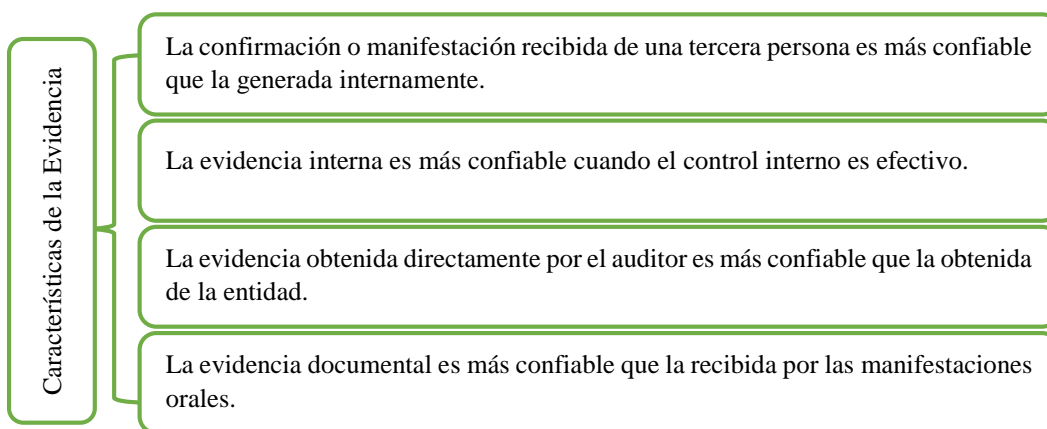 Características de la Evidencia
La confirmación o manifestación recibida de una tercera persona es más confiable
que la generada internamente.
La evidencia interna es más confiable cuando el control interno es efectivo.
La evidencia obtenida directamente por el auditor es más confiable que la obtenida
de la entidad.
La evidencia documental es más confiable que la recibida por las manifestaciones
orales.